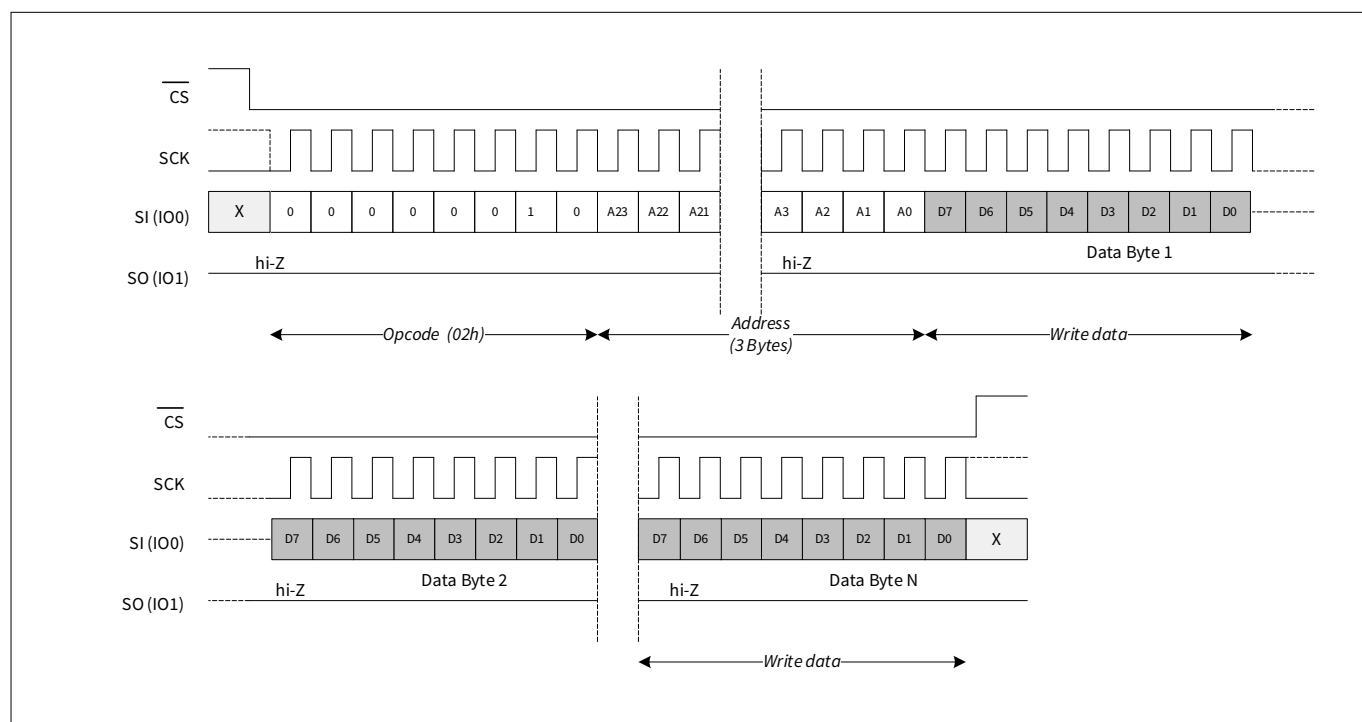 CS
SCK
SI (IO0) X 0 0 0 0 0 0 1 0 A23 A22 A21 A3 A2 A1 A0 D7 D6 D5 D4 D3 D2 D1 D0
hi-Z hi-Z Data Byte 1
SO (IO1)
Opcode (02h) Address Write data
(3 Bytes)
CS
SCK
SI (IO0) D7 D6 D5 D4 D3 D2 D1 D0 D7 D6 D5 D4 D3 D2 D1 D0 X
hi-Z Data Byte 2 hi-Z Data Byte N
SO (IO1)
Write data